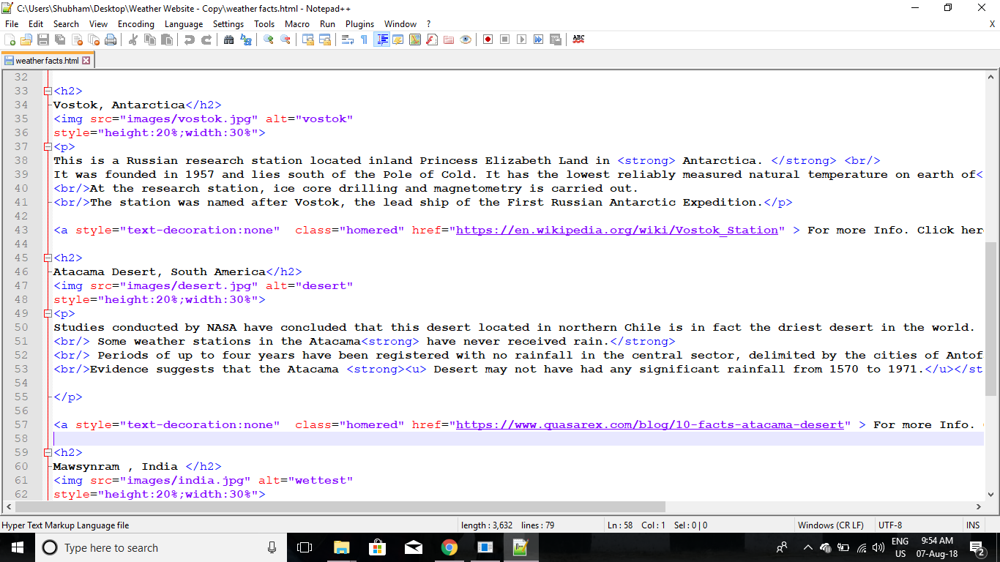 C:\Users\Shubham\Desktop\Weather Website - Copy\weather facts.html - Notepad++
File Edit Search View Encoding Language Settings Tools Macro Run Plugins Window ? X
ABC
weather facts.html
32
33 <h2>
34 Vostok, Antarctica</h2>
35 <img src="images/vostok.jpg" alt="vostok"
36 style="height:20%;width:30%">
37 <p>
38 This is a Russian research station located inland Princess Elizabeth Land in <strong> Antarctica. </strong> <br/>
39 It was founded in 1957 and lies south of the Pole of Cold. It has the lowest reliably measured natural temperature on earth of<
40 <br/>At the research station, ice core drilling and magnetometry is carried out.
41 <br/>The station was named after Vostok, the lead ship of the First Russian Antarctic Expedition.</p>
42
43 <a style="text-decoration:none"  class="homered" href="https://en.wikipedia.org/wiki/Vostok_Station" > For more Info. Click her
44
45 <h2>
46 Atacama Desert, South America</h2>
47 <img src="images/desert.jpg" alt="desert"
48 style="height:20%;width:30%">
49 <p>
50 Studies conducted by NASA have concluded that this desert located in northern Chile is in fact the driest desert in the world.
51 <br/> Some weather stations in the Atacama<strong> have never received rain.</strong>
52 <br/> Periods of up to four years have been registered with no rainfall in the central sector, delimited by the cities of Antof
53 <br/>Evidence suggests that the Atacama <strong><u> Desert may not have had any significant rainfall from 1570 to 1971.</u></st
54
55 </p>
56
57 <a style="text-decoration:none"  class="homered" href="https://www.quasarex.com/blog/10-facts-atacama-desert" > For more Info.
58
59 <h2>
60 Mawsynram , India </h2>
61 <img src="images/india.jpg" alt="wettest"
62 style="height:20%;width:30%">
Hyper Text Markup Language file length : 3,632 lines : 79 Ln : 58 Col : 1 Sel : 0 | 0 Windows (CR LF) UTF-8 INS
Type here to search ENG 9:54 AM
US 07-Aug-18 2